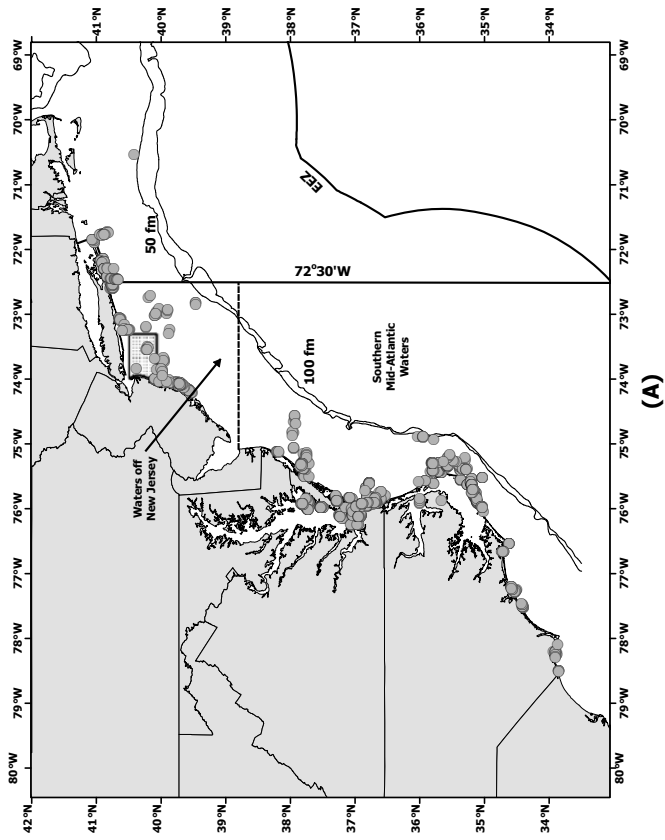 80°W 79°W 78°W 77°W 76°W 75°W 74°W 73°W 72°W 71°W 70°W 69°W
42°N
41°N 41°N
40°N 40°N
39°N 39°N
38°N 38°N
37°N 37°N
36°N 36°N
35°N 35°N
34°N 34°N
Waters off
New Jersey
50 fm
100 fm
EEZ
72°30'W
Southern
Mid-Atlantic
Waters
80°W 79°W 78°W 77°W 76°W 75°W 74°W 73°W 72°W 71°W 70°W 69°W
(A)